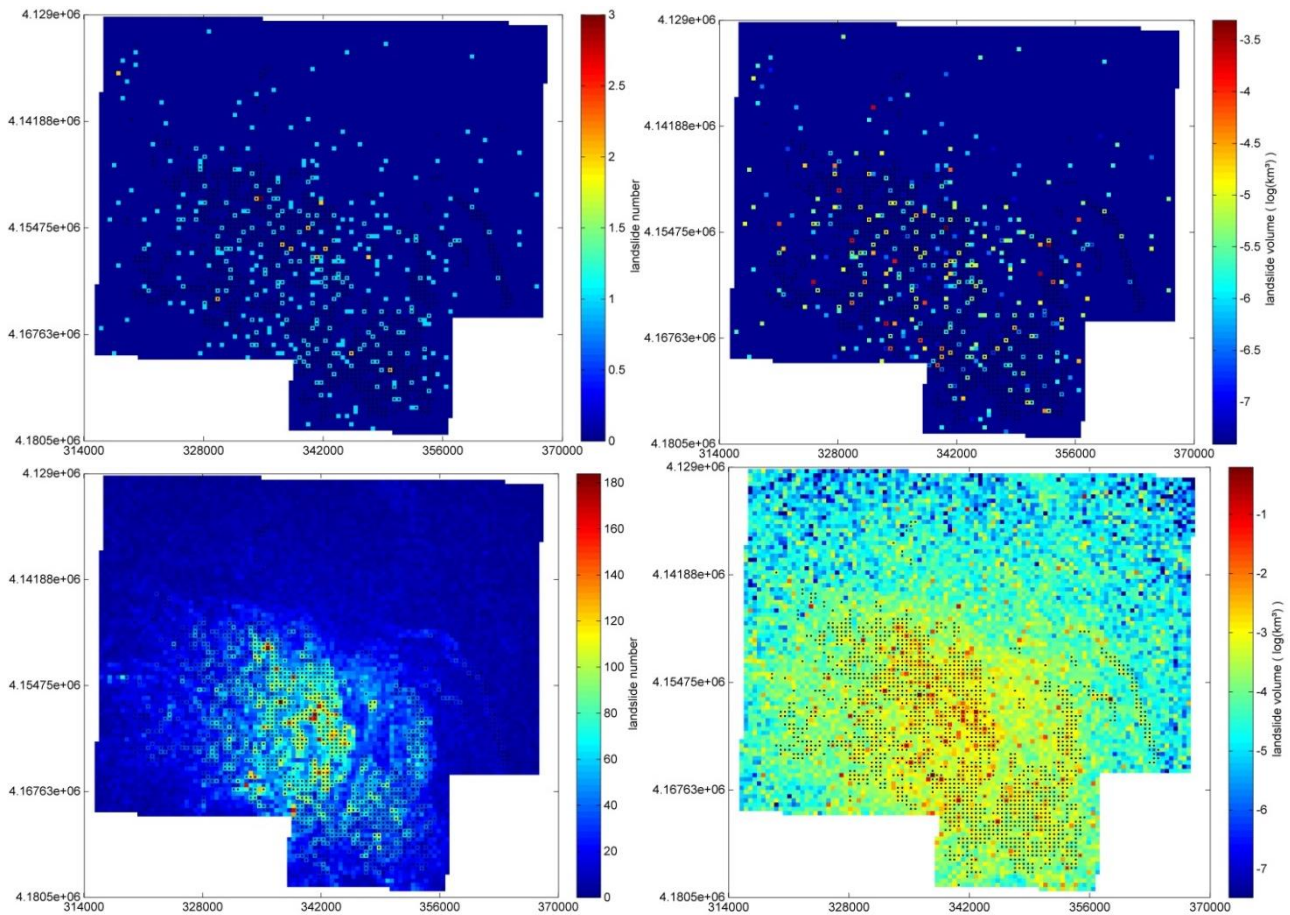 4.129e+06
4.14188e+06
4.15475e+06
4.16763e+06
4.1805e+06
314000 328000 342000 356000 370000
3
2.5
2
1.5
1
0.5
0
landslide number
4.129e+06
4.14188e+06
4.15475e+06
4.16763e+06
4.1805e+06
314000 328000 342000 356000 370000
-3.5
-4
-4.5
-5
-5.5
-6
-6.5
-7
landslide volume ( log(km³) )
4.129e+06
4.14188e+06
4.15475e+06
4.16763e+06
4.1805e+06
314000 328000 342000 356000 370000
180
160
140
120
100
80
60
40
20
0
landslide number
4.129e+06
4.14188e+06
4.15475e+06
4.16763e+06
4.1805e+06
314000 328000 342000 356000 370000
-1
-2
-3
-4
-5
-6
-7
landslide volume ( log(km³) )